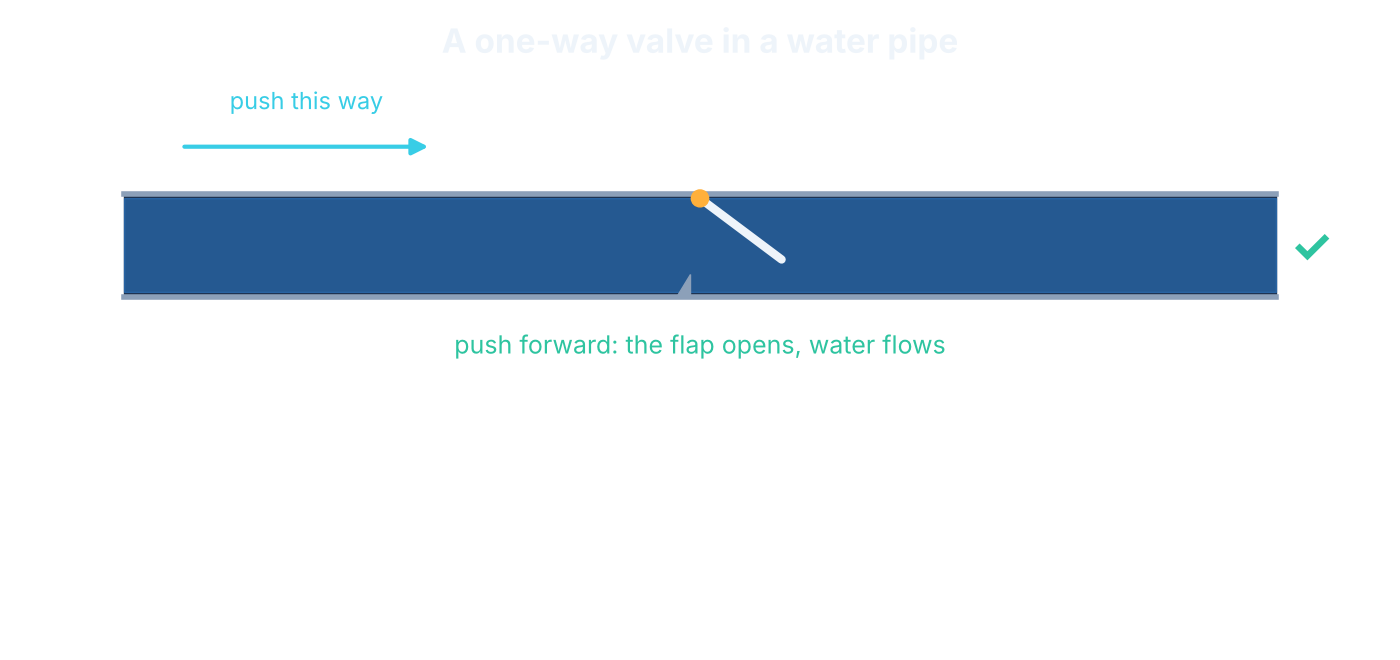 A one-way valve in a water pipe
push this way
push forward: the flap opens, water flows